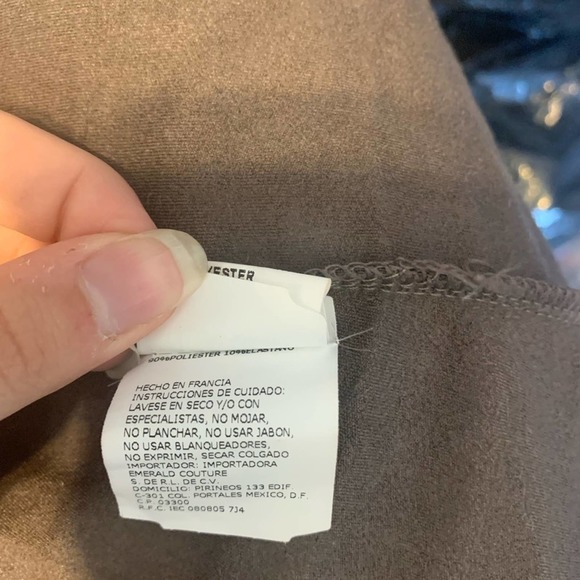 YESTER
90%POLIESTER 10%ELASTANO
HECHO EN FRANCIA
INSTRUCCIONES DE CUIDADO:
LAVESE EN SECO Y/O CON
ESPECIALISTAS, NO MOJAR,
NO PLANCHAR, NO USAR JABON,
NO USAR BLANQUEADORES,
NO EXPRIMIR, SECAR COLGADO
IMPORTADOR: IMPORTADORA
EMERALD COUTURE
S. DE R.L. DE C.V.
DOMICILIO: PIRINEOS 133 EDIF
C-301 COL. PORTALES MEXICO, D.F.
C.P. 03300
R.F.C. IEC 080805 7J4